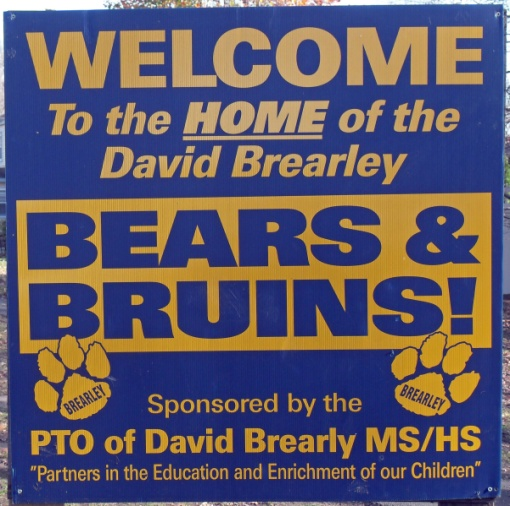 WELCOME
To the HOME of the
David Brearley
BEARS &
BRUINS!
BREARLEY
BREARLEY
Sponsored by the
PTO of David Brearly MS/HS
"Partners in the Education and Enrichment of our Children"